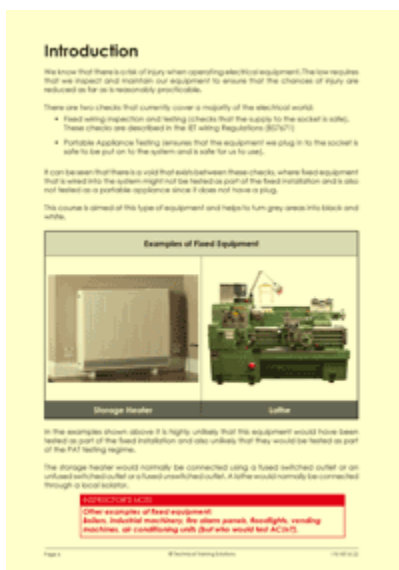 Introduction
We know that there is a risk of injury when operating electrical equipment. The law requires
that we inspect and maintain our equipment to ensure that the chances of injury are
reduced as far as is reasonably practicable.
There are two checks that currently cover a majority of the electrical world:
• Fixed wiring inspection and testing (checks that the supply to the socket is safe).
These checks are described in the IET Wiring Regulations (BS7671)
• Portable Appliance Testing (ensures that the equipment we plug in to the socket is
safe to be put on to the system and is safe for us to use).
It can be seen that there is a void that exists between these checks, where fixed equipment
that is wired into the system might not be tested as part of the fixed installation and is also
not tested as a portable appliance since it does not have a plug.
This course is aimed at this type of equipment and helps to turn grey areas into black and
white.
Examples of Fixed Equipment
Storage Heater
Lathe
In the examples shown above it is highly unlikely that this equipment would have been
tested as part of the fixed installation and also unlikely that they would be tested as part
of the PAT testing regime.
The storage heater would normally be connected using a fused switched outlet or an
unfused switched outlet or a fused unswitched outlet. A lathe would normally be connected
through a local isolator.
INSTRUCTOR'S NOTE
Other examples of fixed equipment:
Boilers, industrial machinery, fire alarm panels, floodlights, vending
machines, air conditioning units (but who would test
Page
© Technical Training Solutions